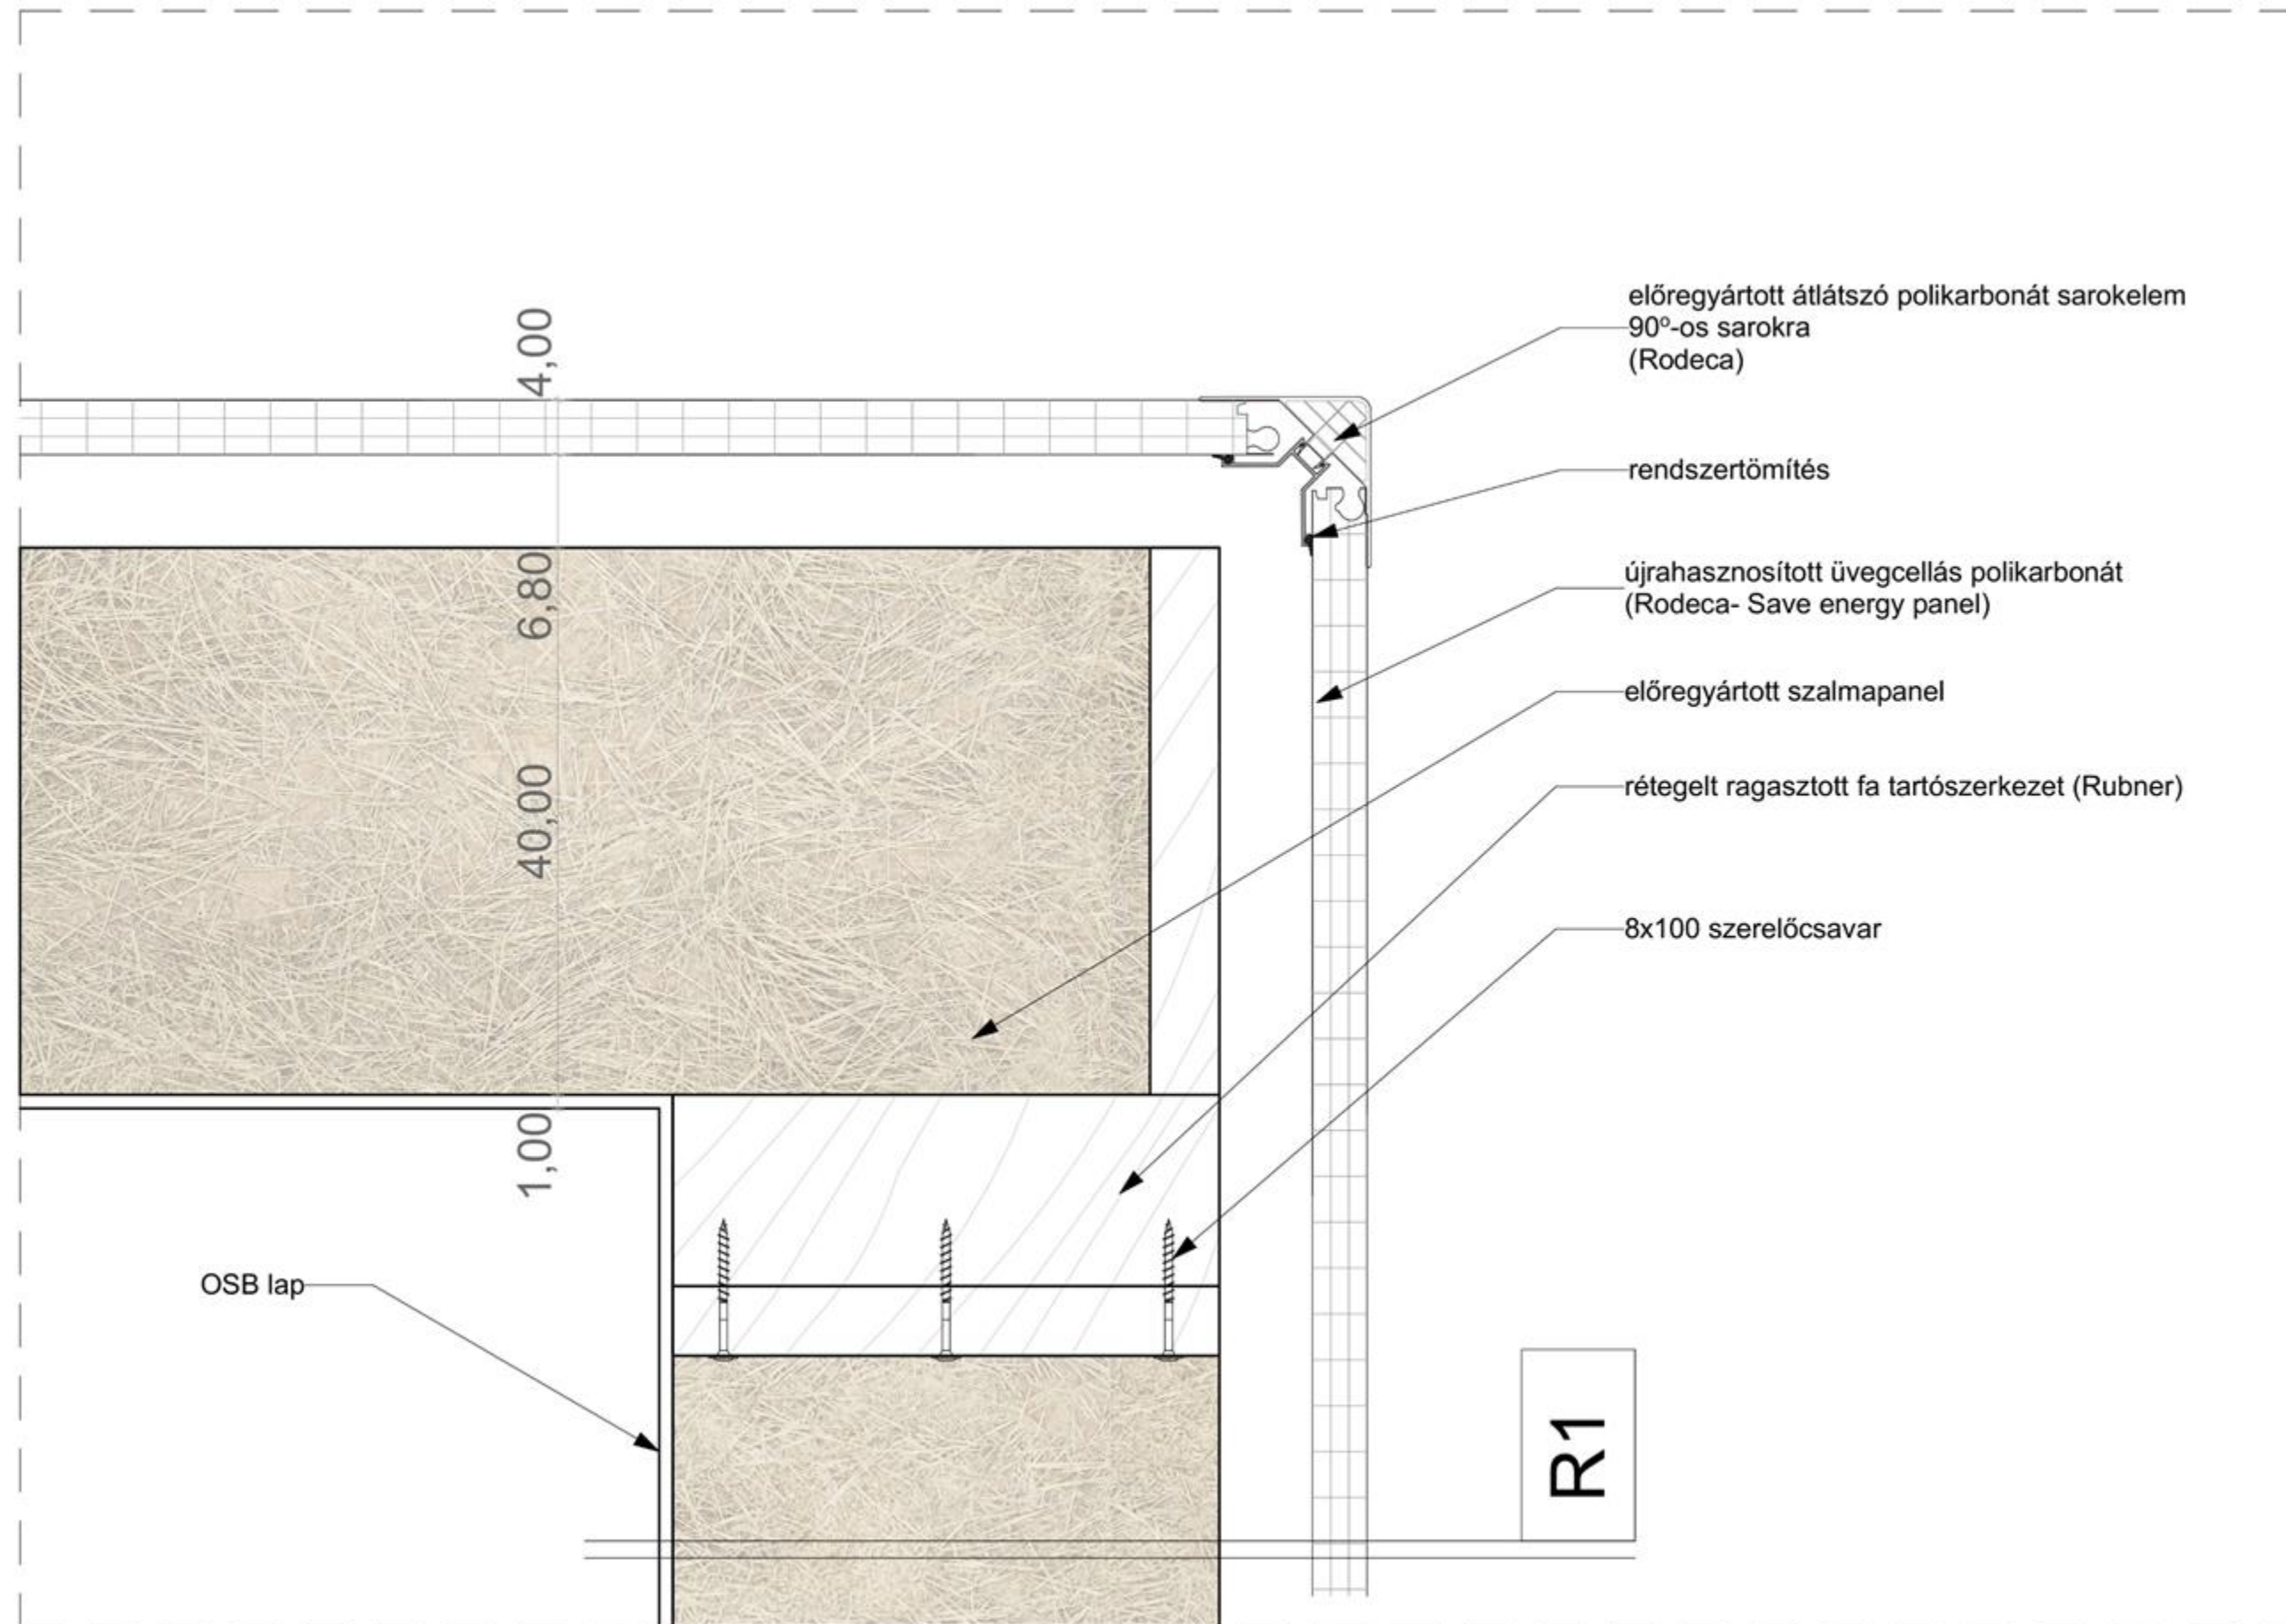 előregyártott átlátszó polikarbonát sarokelem
90º-os sarokra
(Rodeca)
4,00
rendszertömítés
újrahasznosított üvegcellás polikarbonát
(Rodeca- Save energy panel)
6,80
előregyártott szalmapanel
rétegelt ragasztott fa tartószerkezet (Rubner)
40,00
8x100 szerelőcsavar
1,00
OSB lap
R1